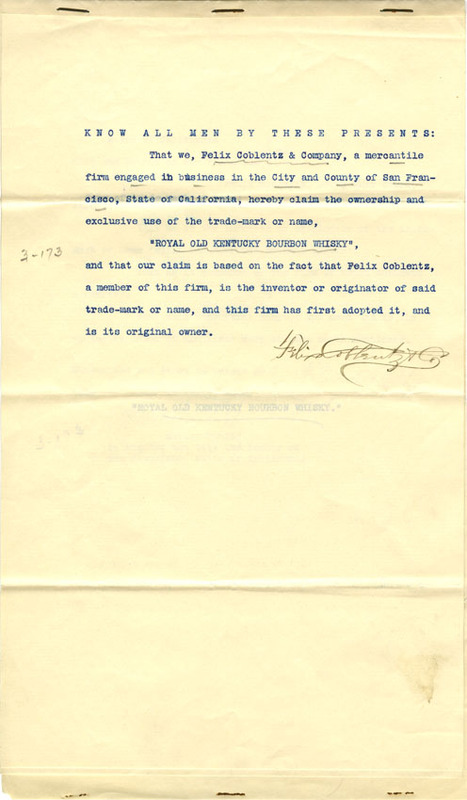 KNOW ALL MEN BY THESE PRESENTS:
That we, Felix Coblentz & Company, a mercantile
firm engaged in business in the City and County of San Fran-
cisco, State of California, hereby claim the ownership and
exclusive use of the trade-mark or name,
"ROYAL OLD KENTUCKY BOURBON WHISKY",
3-173
and that our claim is based on the fact that Felix Coblentz,
a member of this firm, is the inventor or originator of said
trade-mark or name, and this firm has first adopted it, and
is its original owner.
Felix Coblentz & Co
"ROYAL OLD KENTUCKY BOURBON WHISKY."